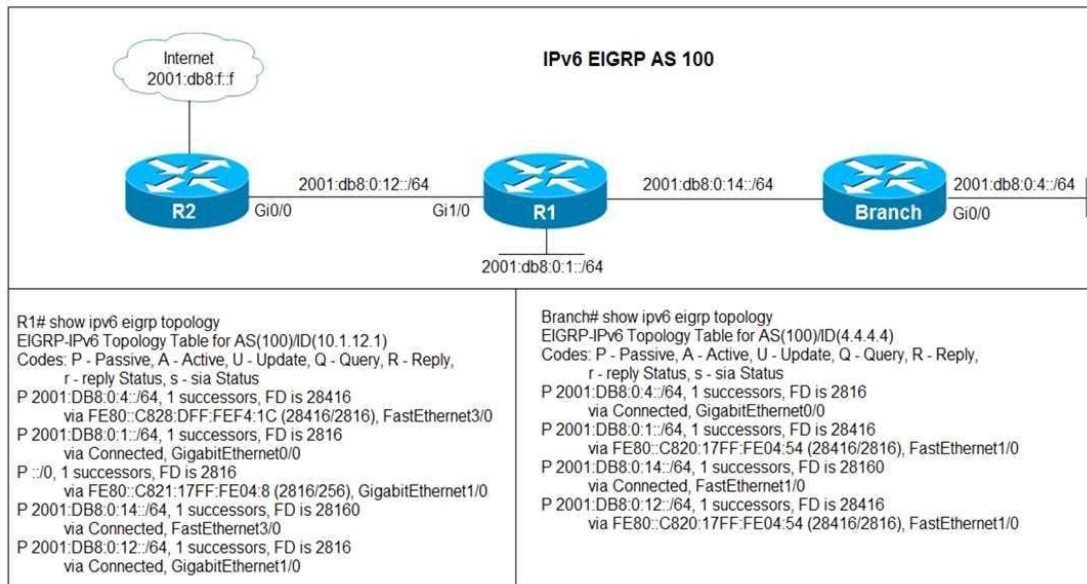 Internet
2001:db8:f::f
IPv6 EIGRP AS 100
2001:db8:0:12::/64
2001:db8:0:14::/64
2001:db8:0:4::/64
R2
Gi0/0
Gi1/0
R1
Branch
Gi0/0
2001:db8:0:1::/64
R1# show ipv6 eigrp topology
EIGRP-IPv6 Topology Table for AS(100)/ID(10.1.12.1)
Codes: P - Passive, A - Active, U - Update, Q - Query, R - Reply,
r - reply Status, s - sia Status
P 2001:DB8:0:4::/64, 1 successors, FD is 28416
via FE80::C828:DFF:FEF4:1C (28416/2816), FastEthernet3/0
P 2001:DB8:0:1::/64, 1 successors, FD is 2816
via Connected, GigabitEthernet0/0
P ::/0, 1 successors, FD is 2816
via FE80::C821:17FF:FE04:8 (2816/256), GigabitEthernet1/0
P 2001:DB8:0:14::/64, 1 successors, FD is 28160
via Connected, FastEthernet3/0
P 2001:DB8:0:12::/64, 1 successors, FD is 2816
via Connected, GigabitEthernet1/0
Branch# show ipv6 eigrp topology
EIGRP-IPv6 Topology Table for AS(100)/ID(4.4.4.4)
Codes: P - Passive, A - Active, U - Update, Q - Query, R - Reply,
r - reply Status, s - sia Status
P 2001:DB8:0:4::/64, 1 successors, FD is 2816
via Connected, GigabitEthernet0/0
P 2001:DB8:0:1::/64, 1 successors, FD is 28416
via FE80::C820:17FF:FE04:54 (28416/2816), FastEthernet1/0
P 2001:DB8:0:14::/64, 1 successors, FD is 28160
via Connected, FastEthernet1/0
P 2001:DB8:0:12::/64, 1 successors, FD is 28416
via FE80::C820:17FF:FE04:54 (28416/2816), FastEthernet1/0